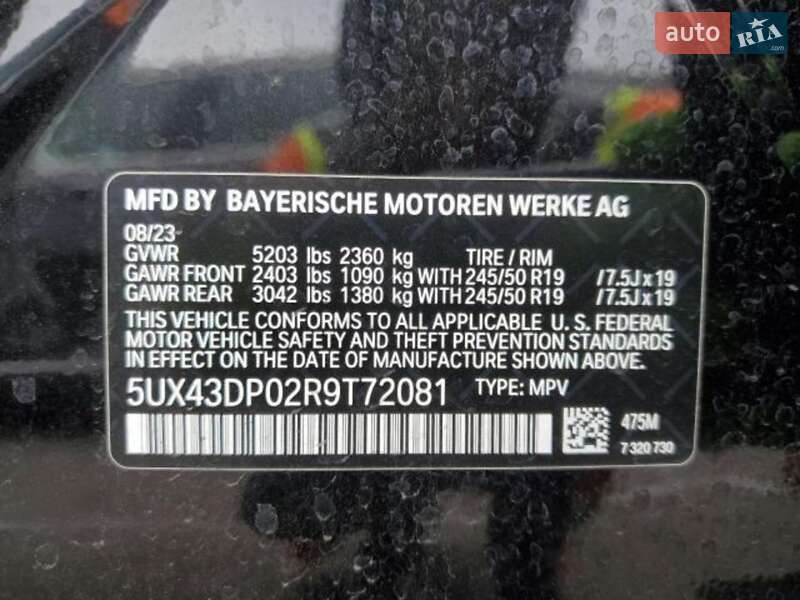 auto RIA.com
MFD BY BAYERISCHE MOTOREN WERKE AG
08/23
GVWR 5203 lbs 2360 kg TIRE / RIM
GAWR FRONT 2403 lbs 1090 kg WITH 245/50 R19 /7.5J x 19
GAWR REAR 3042 lbs 1380 kg WITH 245/50 R19 /7.5J x 19
THIS VEHICLE CONFORMS TO ALL APPLICABLE U. S. FEDERAL
MOTOR VEHICLE SAFETY AND THEFT PREVENTION STANDARDS
IN EFFECT ON THE DATE OF MANUFACTURE SHOWN ABOVE.
5UX43DP02R9T72081 TYPE: MPV
475M
7 320 730